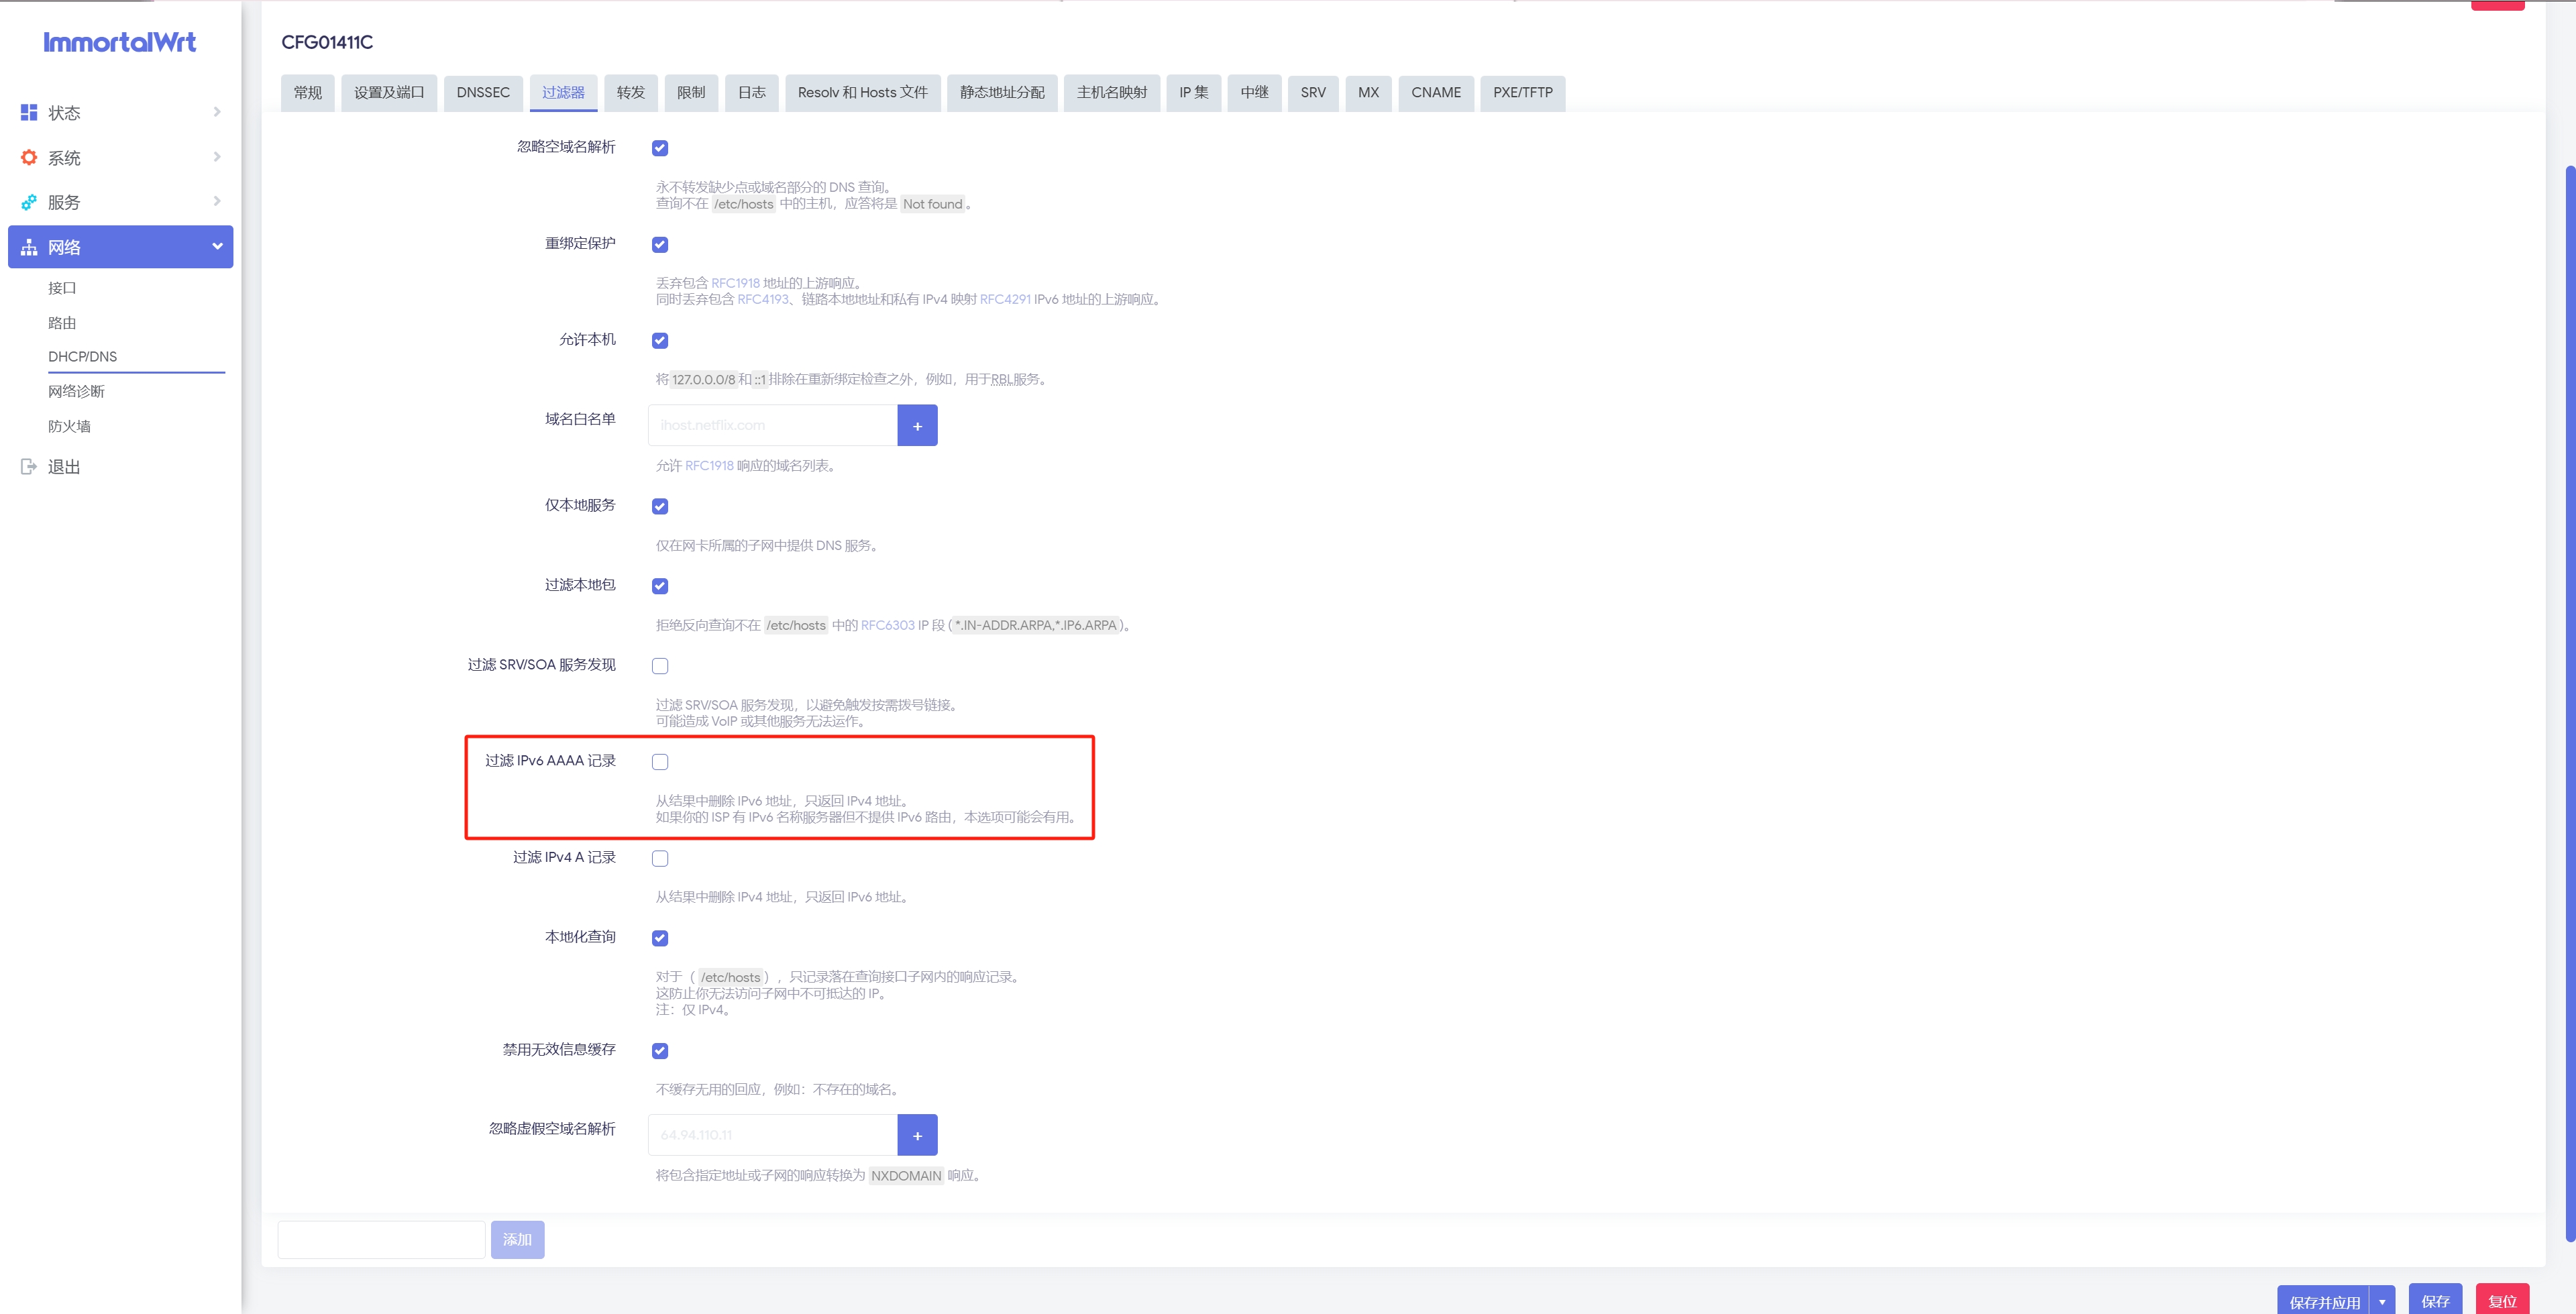 ImmortalWrt
状态
系统
服务
网络
接口
路由
DHCP/DNS
网络诊断
防火墙
退出
CFG01411C
常规 设置及端口 DNSSEC 过滤器 转发 限制 日志 Resolv 和 Hosts 文件 静态地址分配 主机名映射 IP 集 中继 SRV MX CNAME PXE/TFTP
忽略空域名解析
永不转发缺少点或域名部分的 DNS 查询。
查询不在 /etc/hosts 中的主机，应答将是 Not found 。
重绑定保护
丢弃包含 RFC1918 地址的上游响应。
同时丢弃包含 RFC4193、链路本地地址和私有 IPv4 映射 RFC4291 IPv6 地址的上游响应。
允许本机
将 127.0.0.0/8 和 ::1 排除在重新绑定检查之外，例如，用于RBL服务。
域名白名单
ihost.netflix.com
+
允许 RFC1918 响应的域名列表。
仅本地服务
仅在网卡所属的子网中提供 DNS 服务。
过滤本地包
拒绝反向查询不在 /etc/hosts 中的 RFC6303 IP 段 ( *.IN-ADDR.ARPA,*.IP6.ARPA )。
过滤 SRV/SOA 服务发现
过滤 SRV/SOA 服务发现，以避免触发按需拨号链接。
可能造成 VoIP 或其他服务无法运作。
过滤 IPv6 AAAA 记录
从结果中删除 IPv6 地址，只返回 IPv4 地址。
如果你的 ISP 有 IPv6 名称服务器但不提供 IPv6 路由，本选项可能会有用。
过滤 IPv4 A 记录
从结果中删除 IPv4 地址，只返回 IPv6 地址。
本地化查询
对于（ /etc/hosts ），只记录落在查询接口子网内的响应记录。
这防止你无法访问子网中不可抵达的 IP。
注：仅 IPv4。
禁用无效信息缓存
不缓存无用的回应，例如：不存在的域名。
忽略虚假空域名解析
64.94.110.11
+
将包含指定地址或子网的响应转换为 NXDOMAIN 响应。
添加
保存并应用 保存 复位